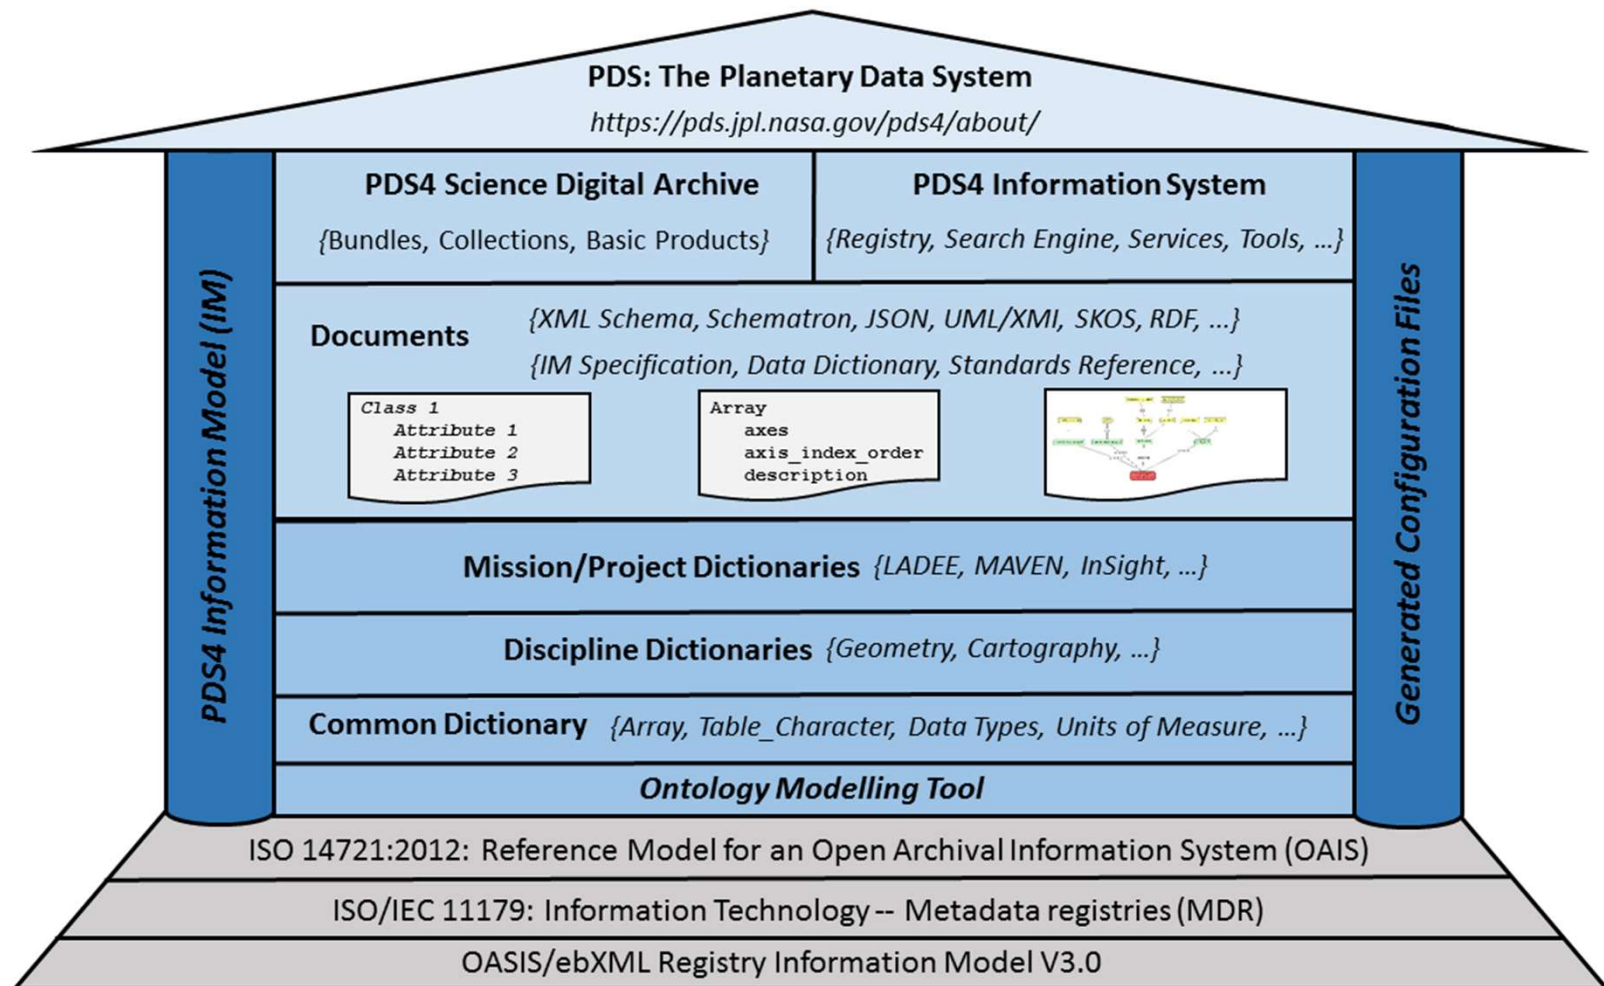 PDS: The Planetary Data System
https://pds.jpl.nasa.gov/pds4/about/
PDS4 Science Digital Archive
{Bundles, Collections, Basic Products}
PDS4 Information System
{Registry, Search Engine, Services, Tools, ...}
PDS4 Information Model (IM)
Generated Configuration Files
Documents
{XML Schema, Schematron, JSON, UML/XMI, SKOS, RDF, ...}
{IM Specification, Data Dictionary, Standards Reference, ...}
Class 1
Attribute 1
Attribute 2
Attribute 3
Array
axes
axis_index_order
description
Mission/Project Dictionaries {LADEE, MAVEN, InSight, ...}
Discipline Dictionaries {Geometry, Cartography, ...}
Common Dictionary {Array, Table_Character, Data Types, Units of Measure, ...}
Ontology Modelling Tool
ISO 14721:2012: Reference Model for an Open Archival Information System (OAIS)
ISO/IEC 11179: Information Technology -- Metadata registries (MDR)
OASIS/ebXML Registry Information Model V3.0